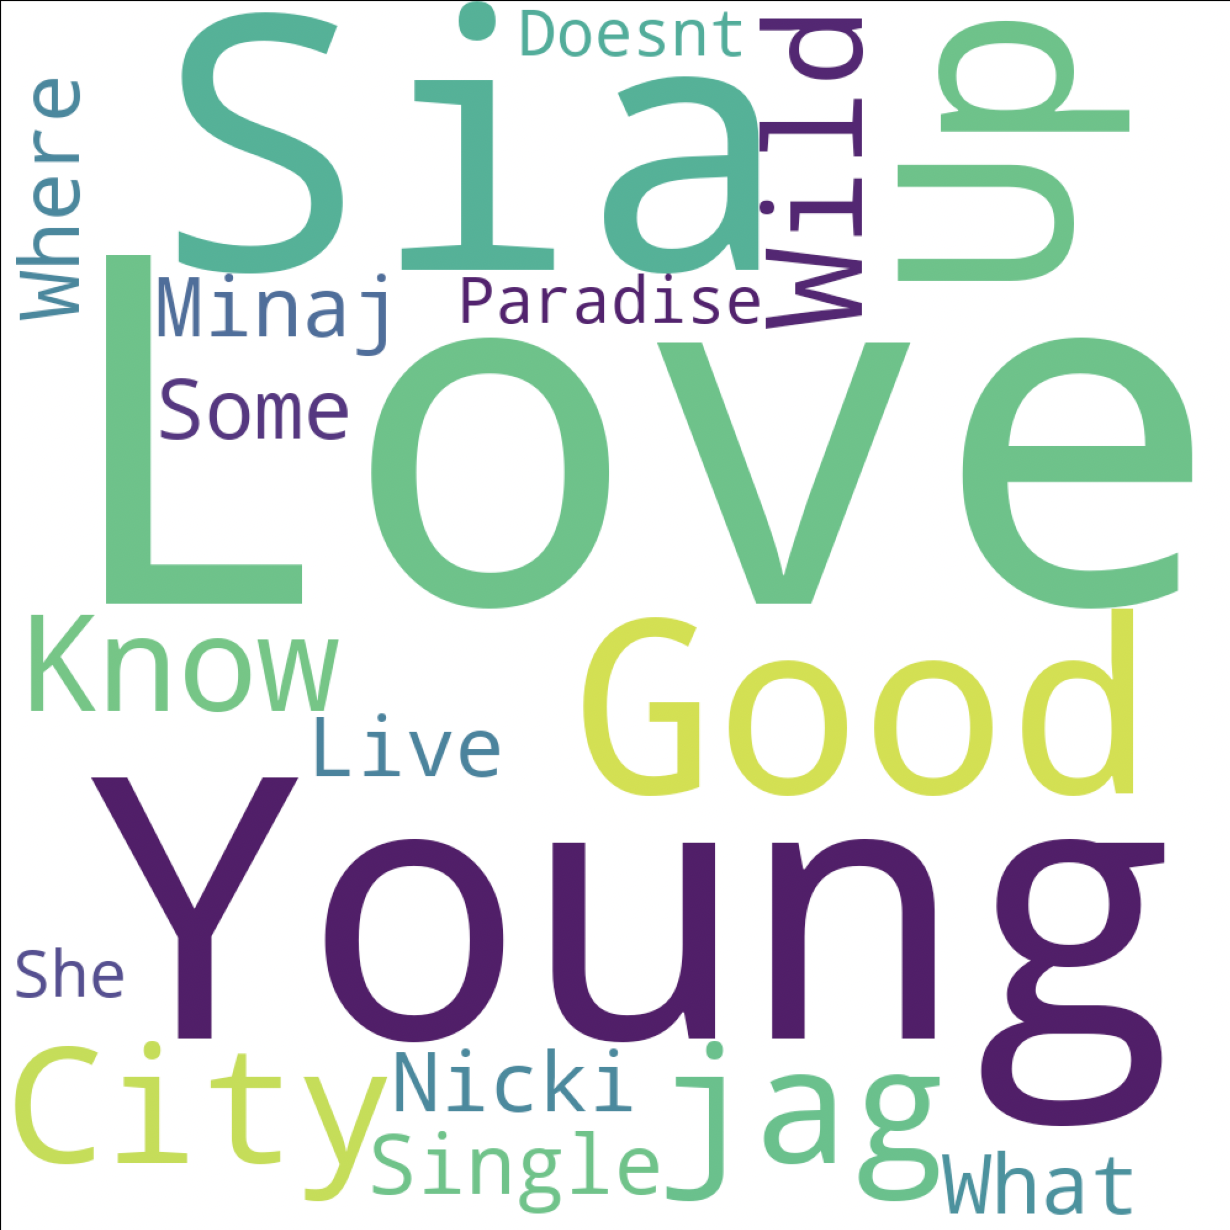 Doesnt
Sia
Wild
Up
Where
Minaj
Paradise
Some
Love
Know
Good
Live
Young
She
City
Nicki
jag
Single
What